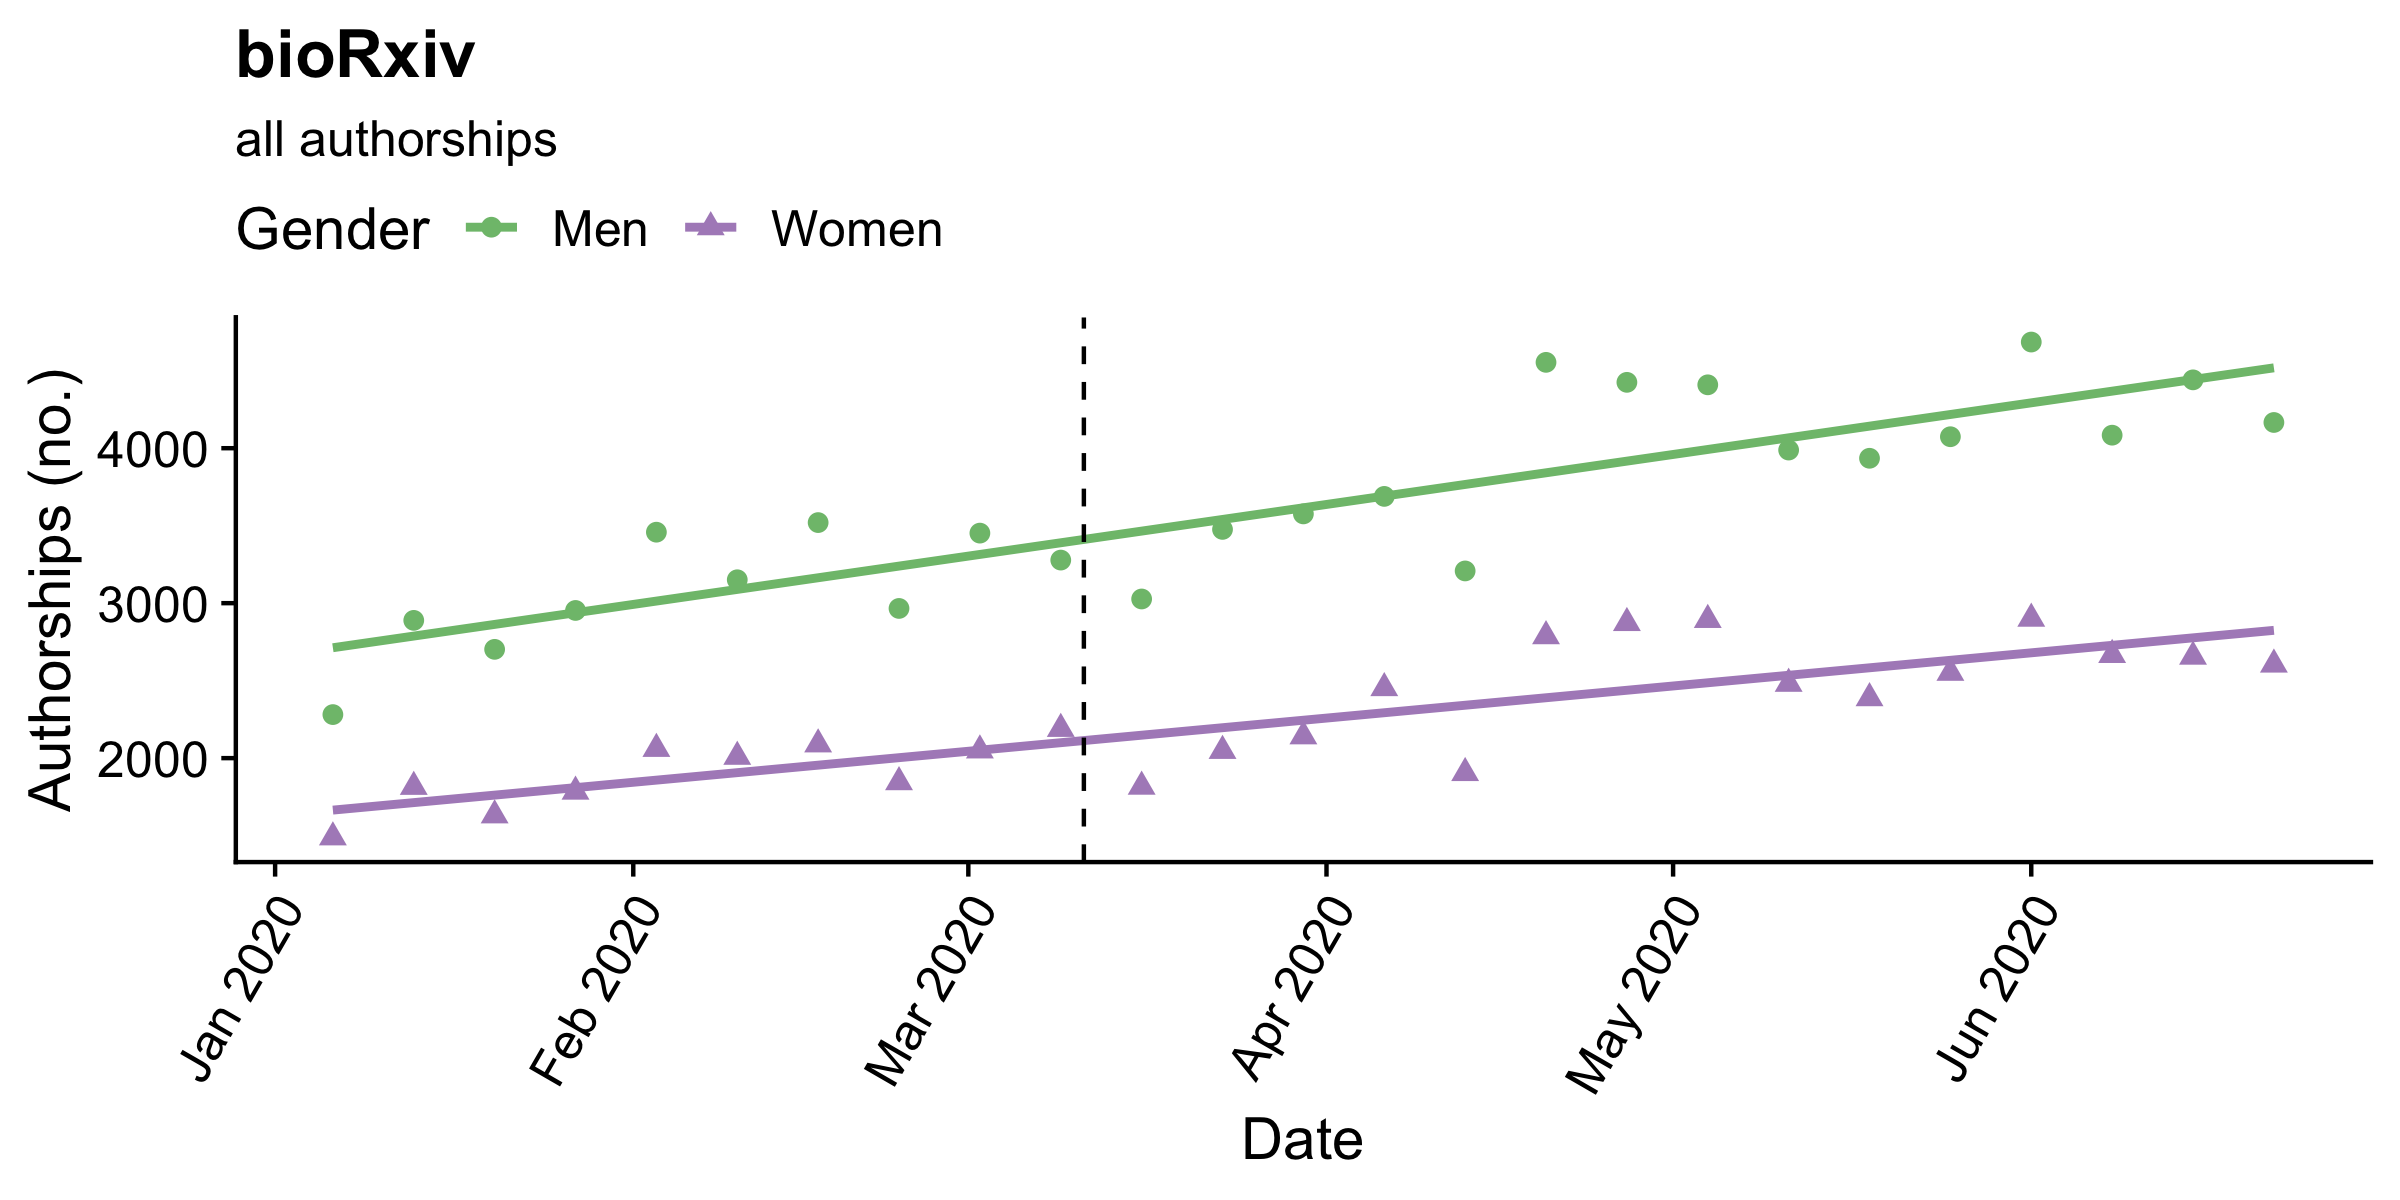 bioRxiv
all authorships
Gender Men Women
Authorships (no.)
4000
3000
2000
Jan 2020
Feb 2020
Mar 2020
Apr 2020
May 2020
Jun 2020
Date